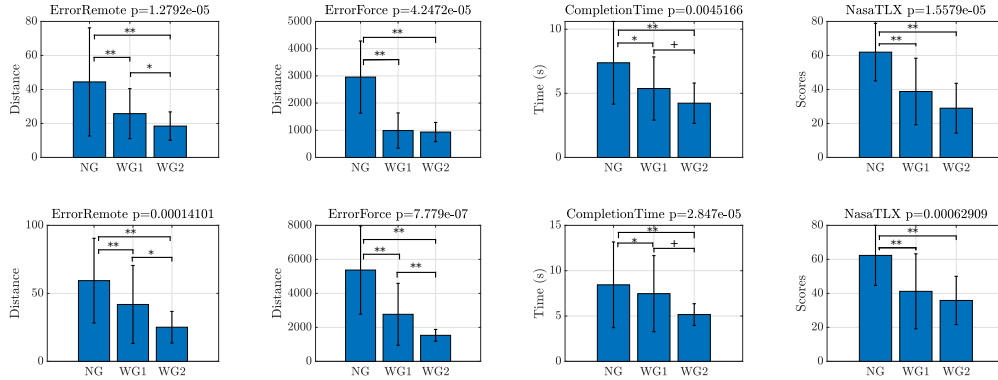 ErrorRemote p=1.2792e-05
Distance
80
60
40
20
0
**
**
*
NG WG1 WG2
ErrorForce p=4.2472e-05
Distance
5000
4000
3000
2000
1000
0
**
**
NG WG1 WG2
CompletionTime p=0.0045166
Time (s)
10
5
0
**
*
+
NG WG1 WG2
NasaTLX p=1.5579e-05
Scores
80
60
40
20
0
**
**
NG WG1 WG2
ErrorRemote p=0.00014101
Distance
100
50
0
**
**
*
NG WG1 WG2
ErrorForce p=7.779e-07
Distance
8000
6000
4000
2000
0
**
**
**
NG WG1 WG2
CompletionTime p=2.847e-05
Time (s)
15
10
5
0
**
*
+
NG WG1 WG2
NasaTLX p=0.00062909
Scores
80
60
40
20
0
**
**
NG WG1 WG2